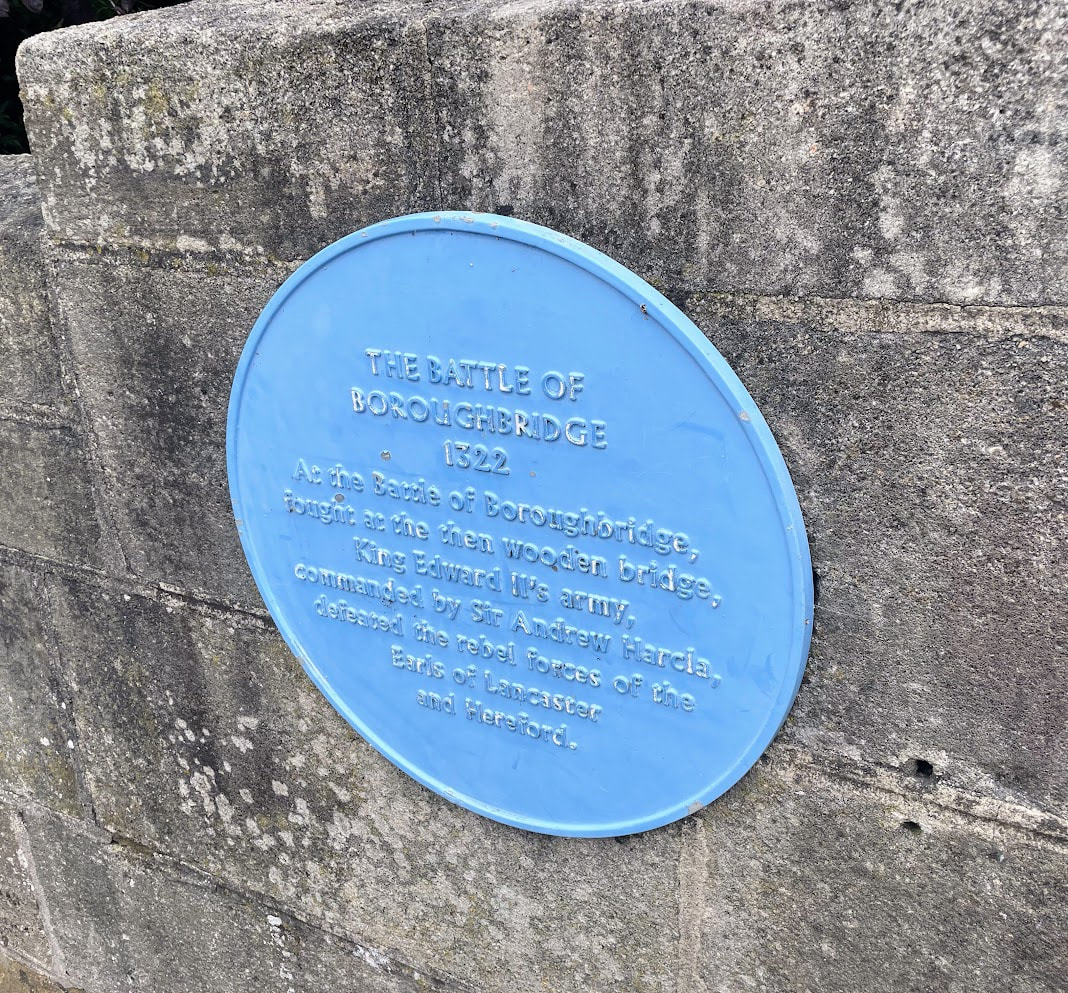 THE BATTLE OF
BOROUGHBRIDGE
1322
At the Battle of Boroughbridge,
fought at the then wooden bridge,
King Edward II's army,
commanded by Sir Andrew Harcla,
defeated the rebel forces of the
Earls of Lancaster
and Hereford.